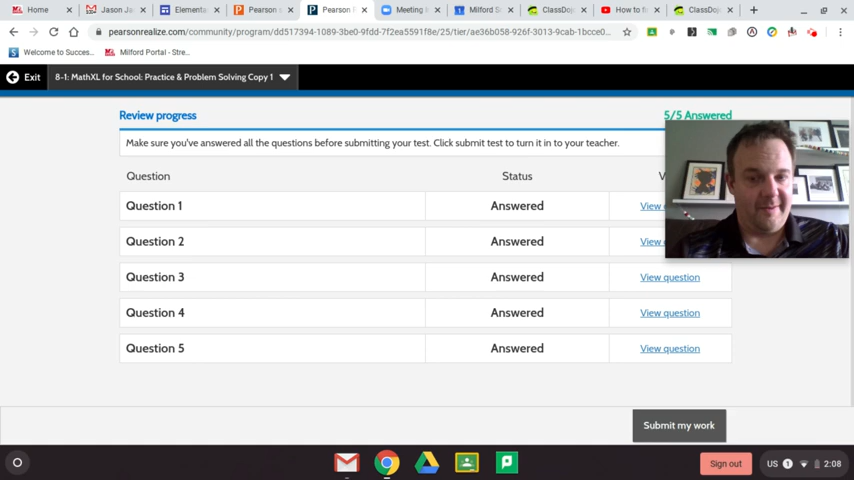 Home
Jason Ja
Elementa
Pearson
Pearson F
Meeting I
Milford Sr
ClassDoj
How to fi
ClassDoj
pearsonrealize.com/community/program/dd517394-1089-3be0-9fdd-7f2ea5591f8e/25/tier/ae36b058-926f-3013-9cab-1bcce0...
Welcome to Succes...
Milford Portal - Stre...
Exit
8-1: MathXL for School: Practice & Problem Solving Copy 1
Review progress
5/5 Answered
Make sure you've answered all the questions before submitting your test. Click submit test to turn it in to your teacher.
Question
Status
V
Question 1
Answered
View
Question 2
Answered
View
Question 3
Answered
View question
Question 4
Answered
View question
Question 5
Answered
View question
Submit my work
Sign out
US
1
2:08